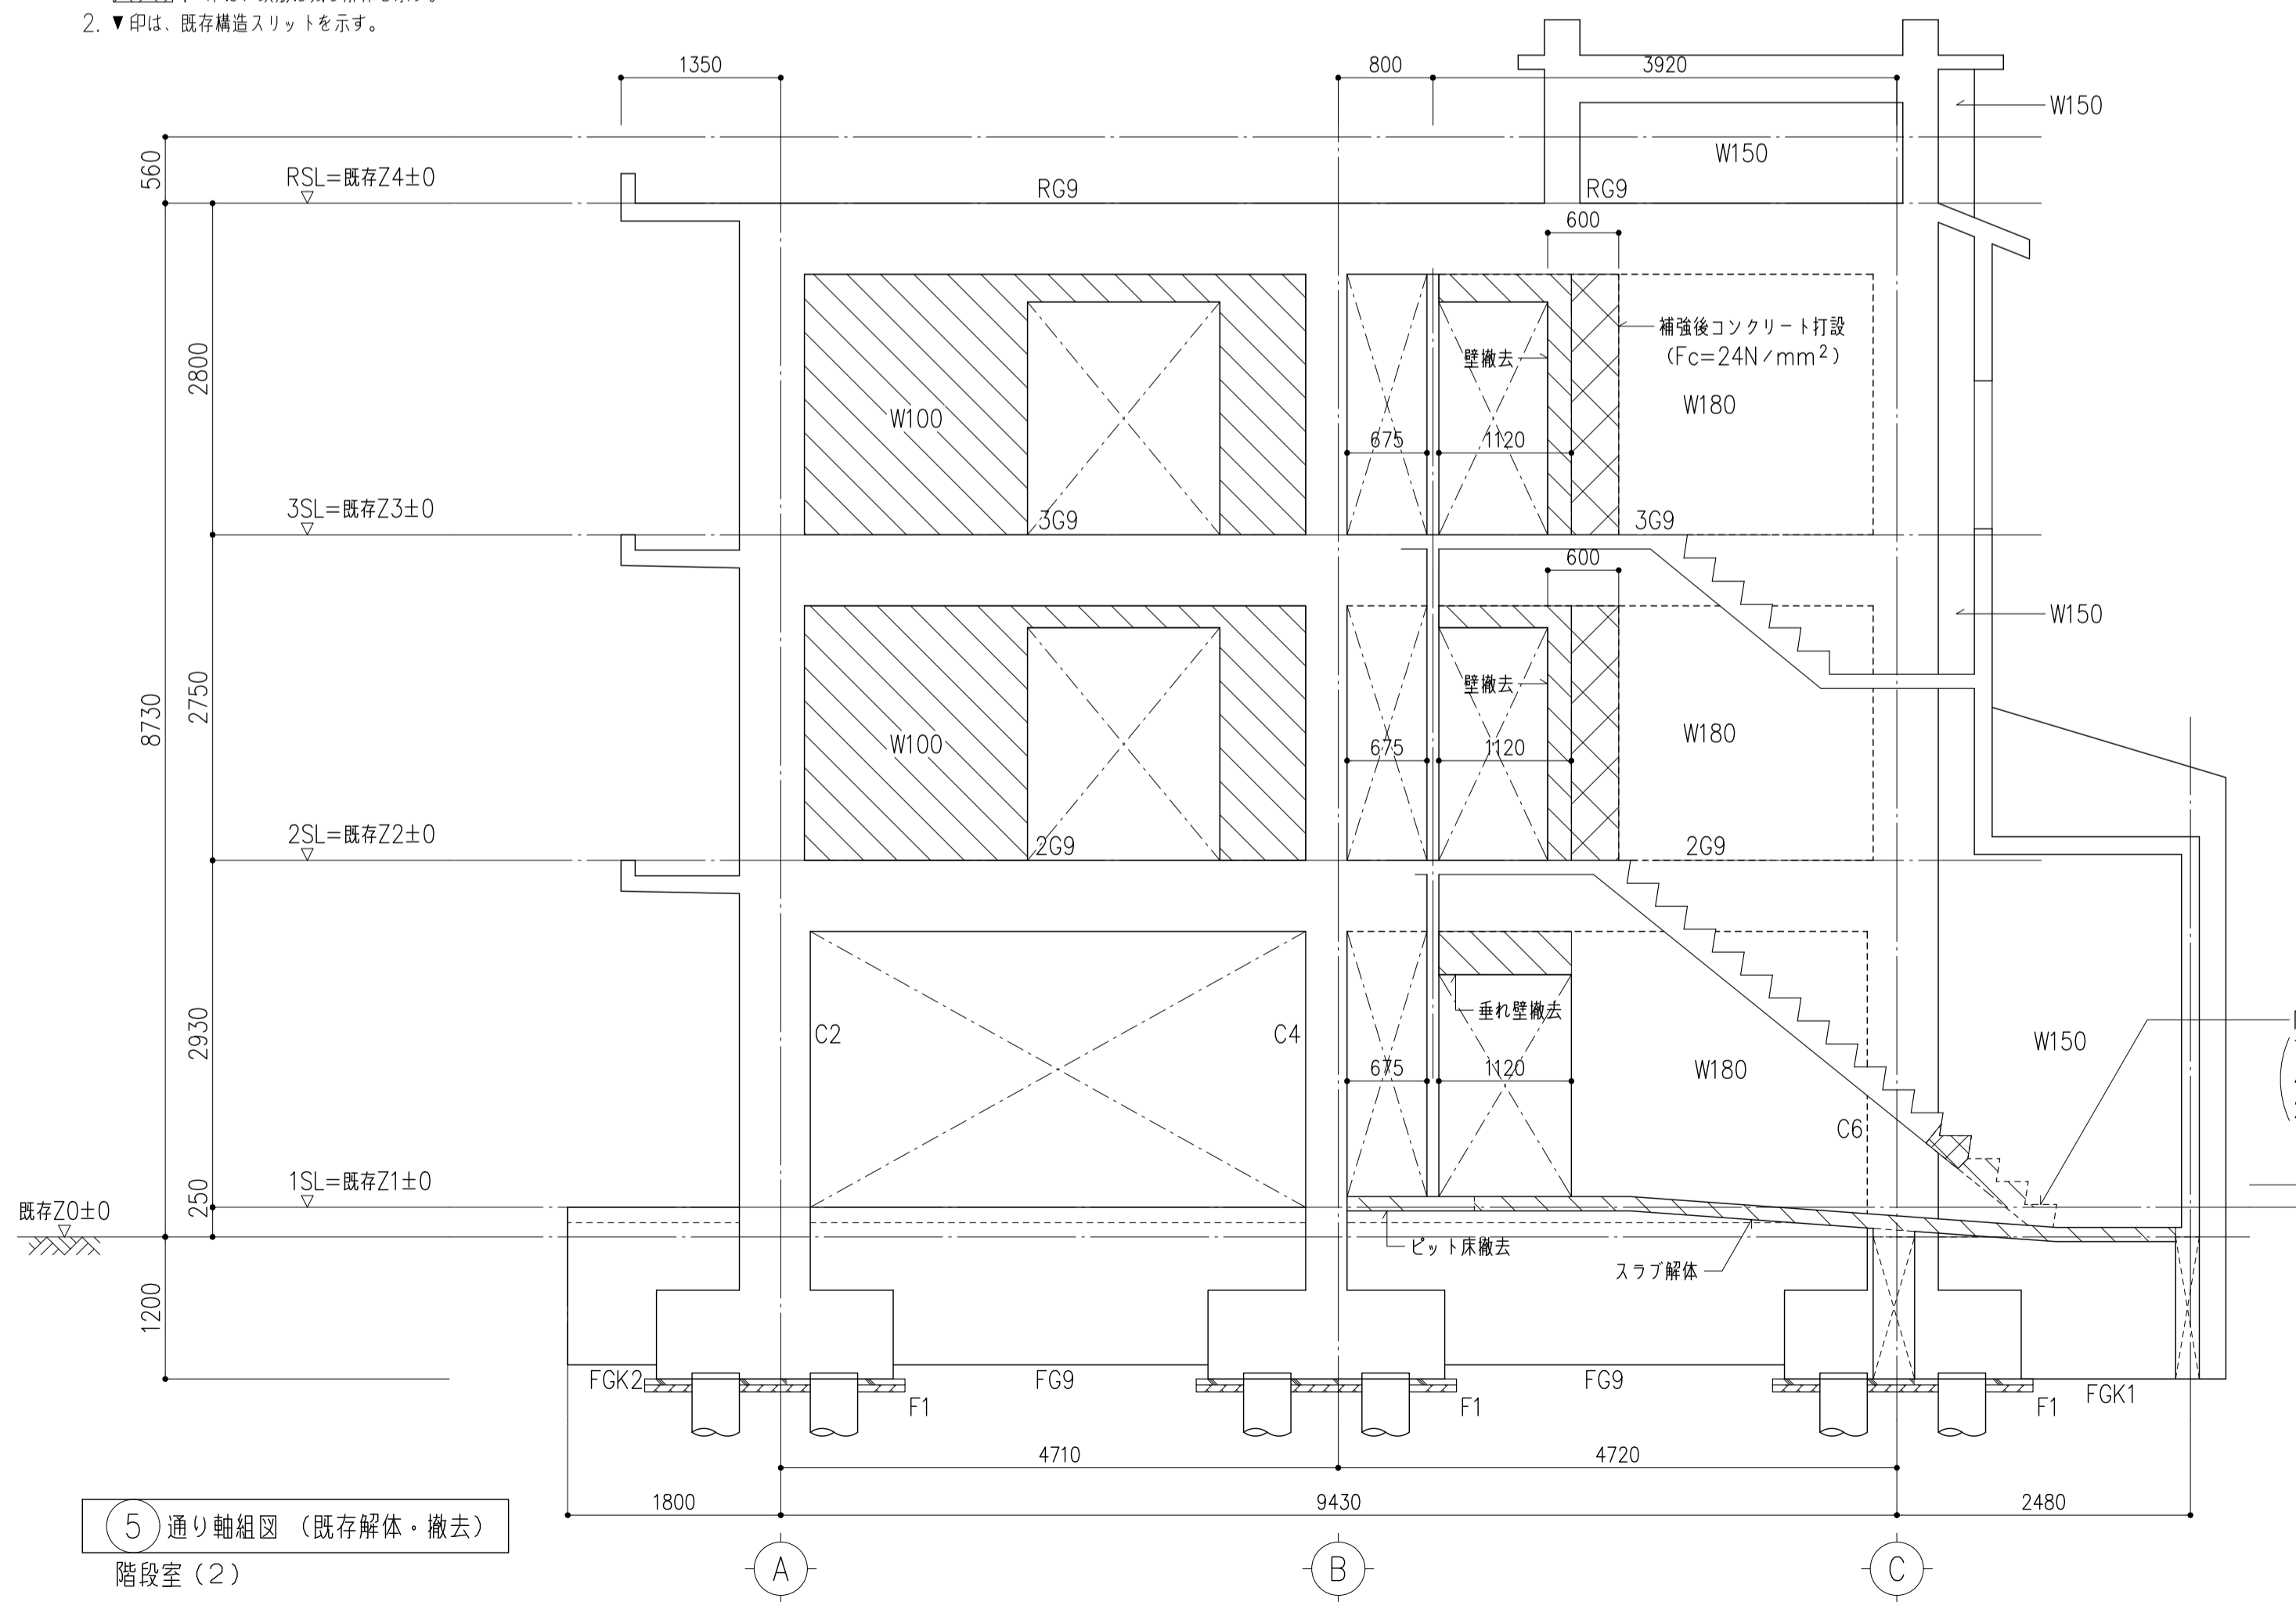 2. ▼印は、既存構造スリットを示す。
1350
800
3920
W150
560
W150
RSL=既存Z4±0
RG9
RG9
600
補強後コンクリート打設
(Fc=24N/mm²)
壁撤去
2800
W100
W180
675
1120
3SL=既存Z3±0
3G9
3G9
600
W150
8730
2750
壁撤去
W100
W180
675
1120
2SL=既存Z2±0
2G9
2G9
垂れ壁撤去
2930
C2
C4
W150
675
1120
W180
C6
1SL=既存Z1±0
250
既存Z0±0
ピット床撤去
スラブ解体
1200
FGK2
FG9
FG9
FGK1
F1
F1
F1
4710
4720
1800
9430
2480
5 通り軸組図 (既存解体・撤去)
階段室(2)
A
B
C